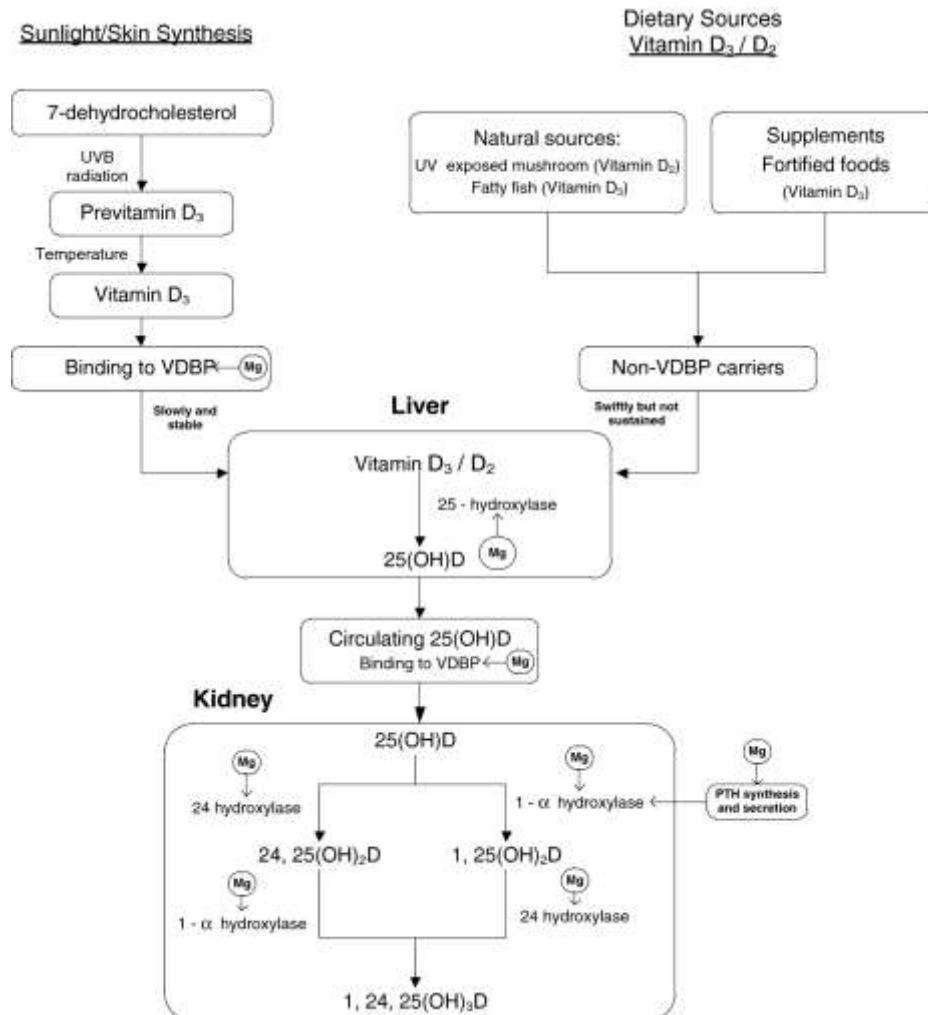 Sunlight/Skin Synthesis
Dietary Sources
Vitamin D₃ / D₂
7-dehydrocholesterol
UVB
radiation
Previtamin D₃
Temperature
Vitamin D₃
Binding to VDBP
Mg
Slowly and
stable
Natural sources:
UV exposed mushroom (Vitamin D₂)
Fatty fish (Vitamin D₃)
Supplements
Fortified foods
(Vitamin D₃)
Non-VDBP carriers
Swiftly but not
sustained
Liver
Vitamin D₃ / D₂
25 - hydroxylase
Mg
25(OH)D
Circulating 25(OH)D
Binding to VDBP
Mg
Kidney
25(OH)D
Mg
24 hydroxylase
Mg
1 - α hydroxylase
Mg
PTH synthesis
and secretion
24, 25(OH)₂D
1, 25(OH)₂D
Mg
1 - α hydroxylase
Mg
24 hydroxylase
1, 24, 25(OH)₃D